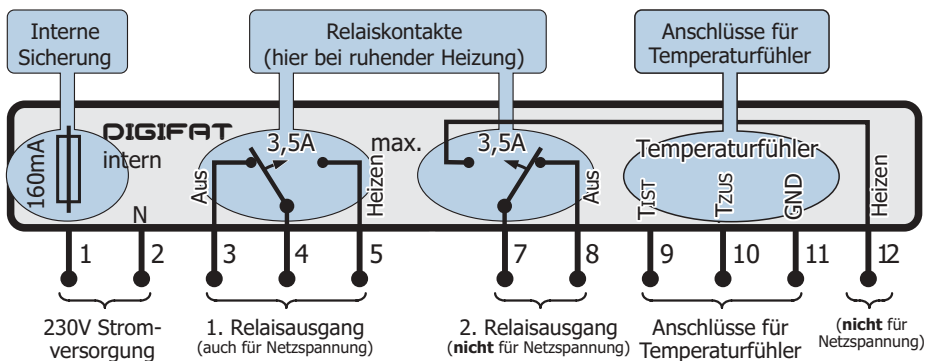 Interne
Sicherung
Relaiskontakte
(hier bei ruhender Heizung)
Anschlüsse für
Temperaturfühler
160mA
DIGIFAT
intern
N
Aus
3,5A
Heizen
max.
3,5A
Aus
Temperaturfühler
TIST
TZUS
GND
Heizen
1
2
3
4
5
7
8
9
10
11
12
230V Strom-
versorgung
1. Relaisausgang
(auch für Netzspannung)
2. Relaisausgang
(nicht für Netzspannung)
Anschlüsse für
Temperaturfühler
(nicht für
Netzspannung)